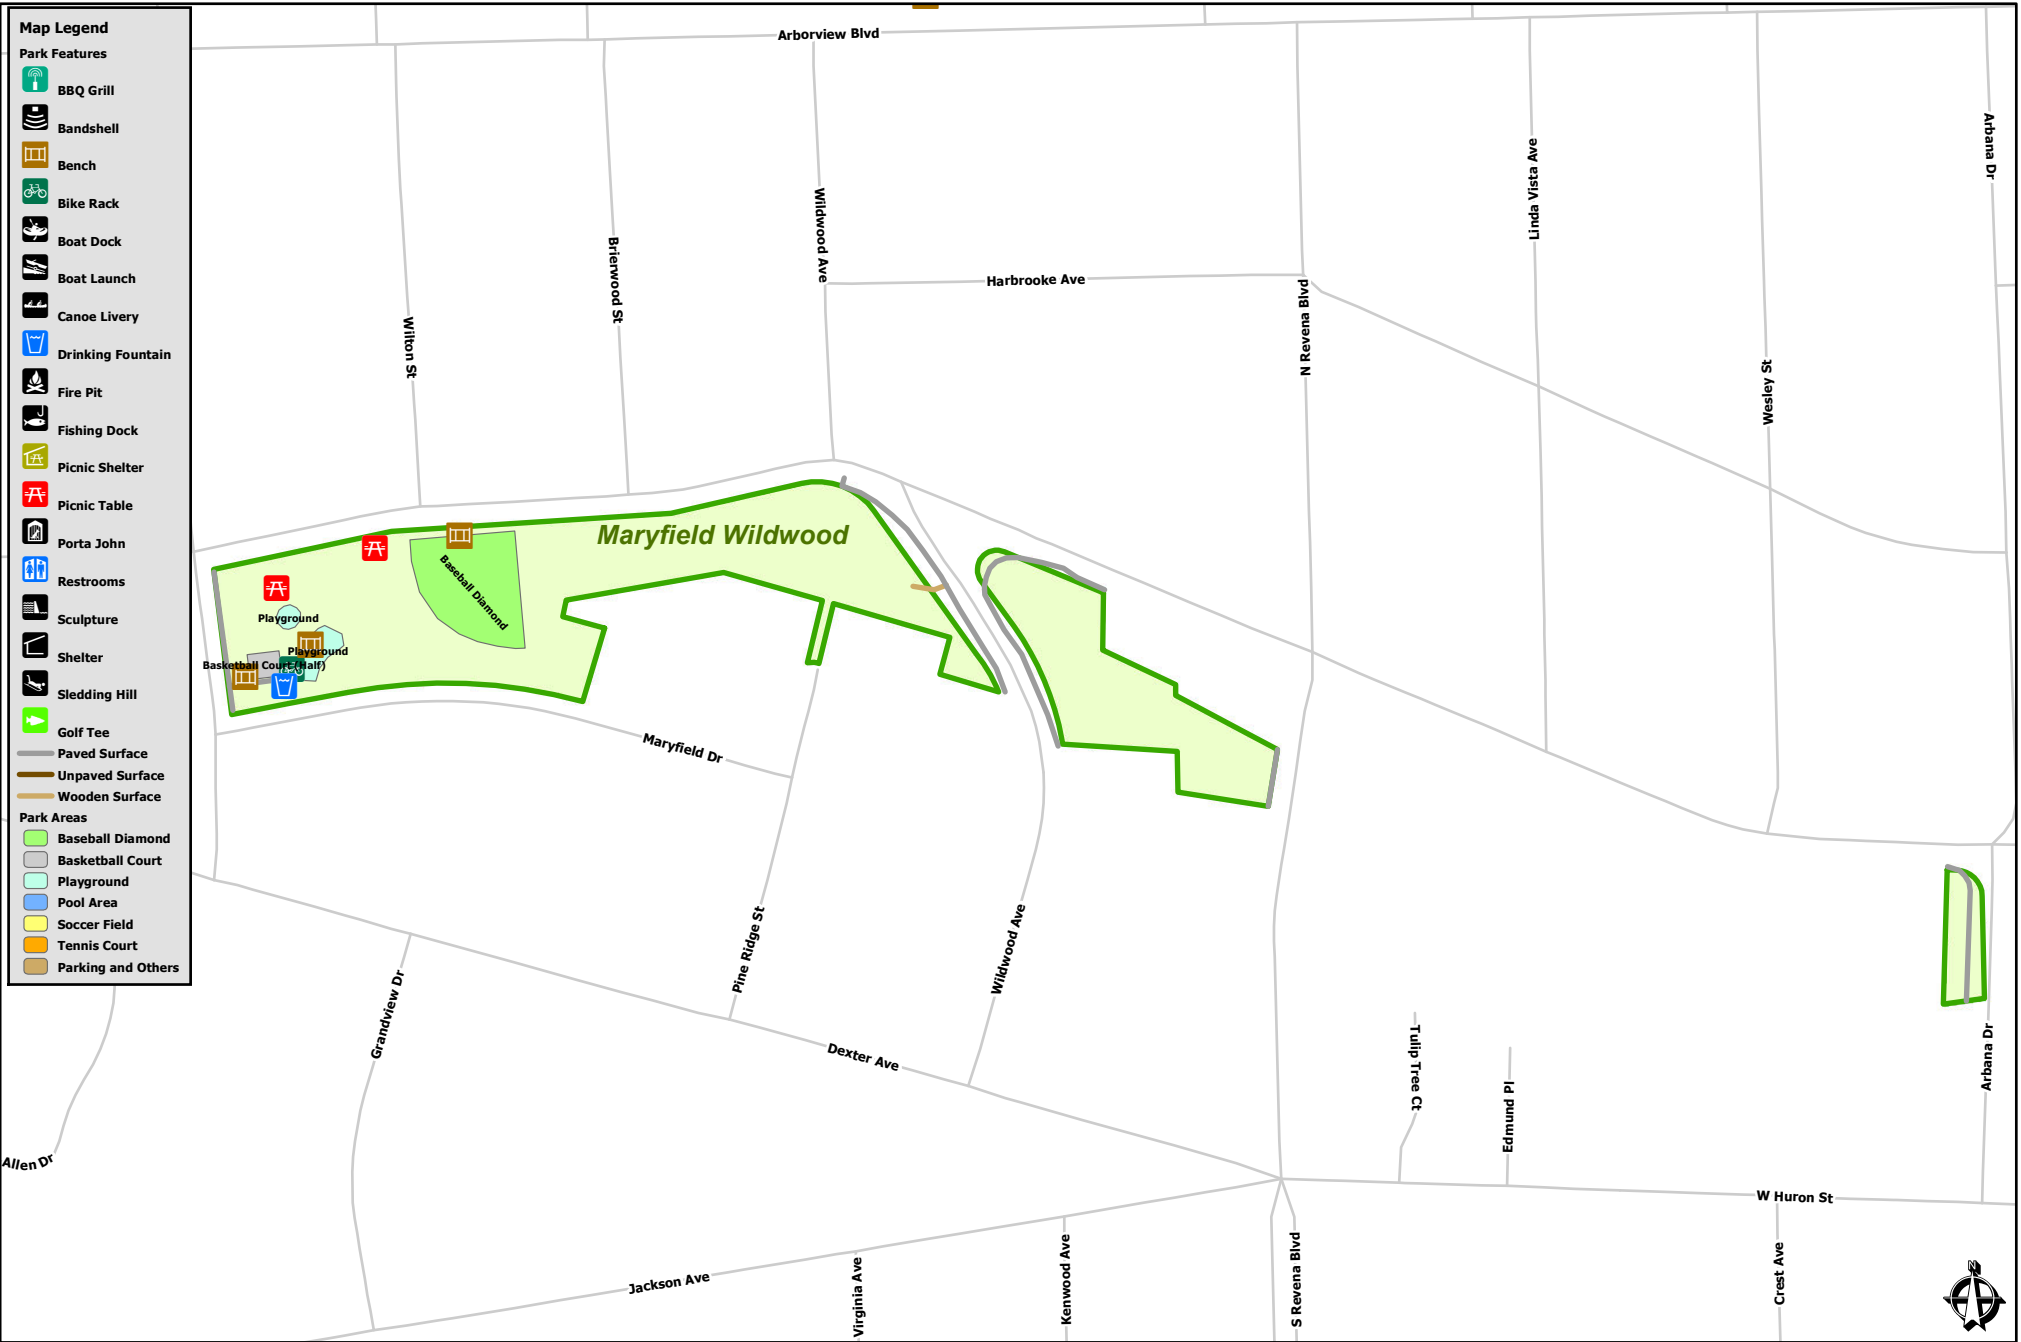 Map Legend
Park Features
BBQ Grill
Bandshell
Bench
Bike Rack
Boat Dock
Boat Launch
Canoe Livery
Drinking Fountain
Fire Pit
Fishing Dock
Picnic Shelter
Picnic Table
Porta John
Restrooms
Sculpture
Shelter
Sledding Hill
Golf Tee
Paved Surface
Unpaved Surface
Wooden Surface
Park Areas
Baseball Diamond
Basketball Court
Playground
Pool Area
Soccer Field
Tennis Court
Parking and Others
Arborview Blvd
Wilton St
Brierwood St
Wildwood Ave
Harbrooke Ave
N Revena Blvd
Linda Vista Ave
Wesley St
Arbana Dr
Maryfield Wildwood
Baseball Diamond
Playground
Playground
Basketball Court (Half)
Maryfield Dr
Pine Ridge St
Wildwood Ave
Grandview Dr
Dexter Ave
Allen Dr
Tulip Tree Ct
Edmund Pl
Arbana Dr
W Huron St
Jackson Ave
Virginia Ave
Kenwood Ave
S Revena Blvd
Crest Ave
N